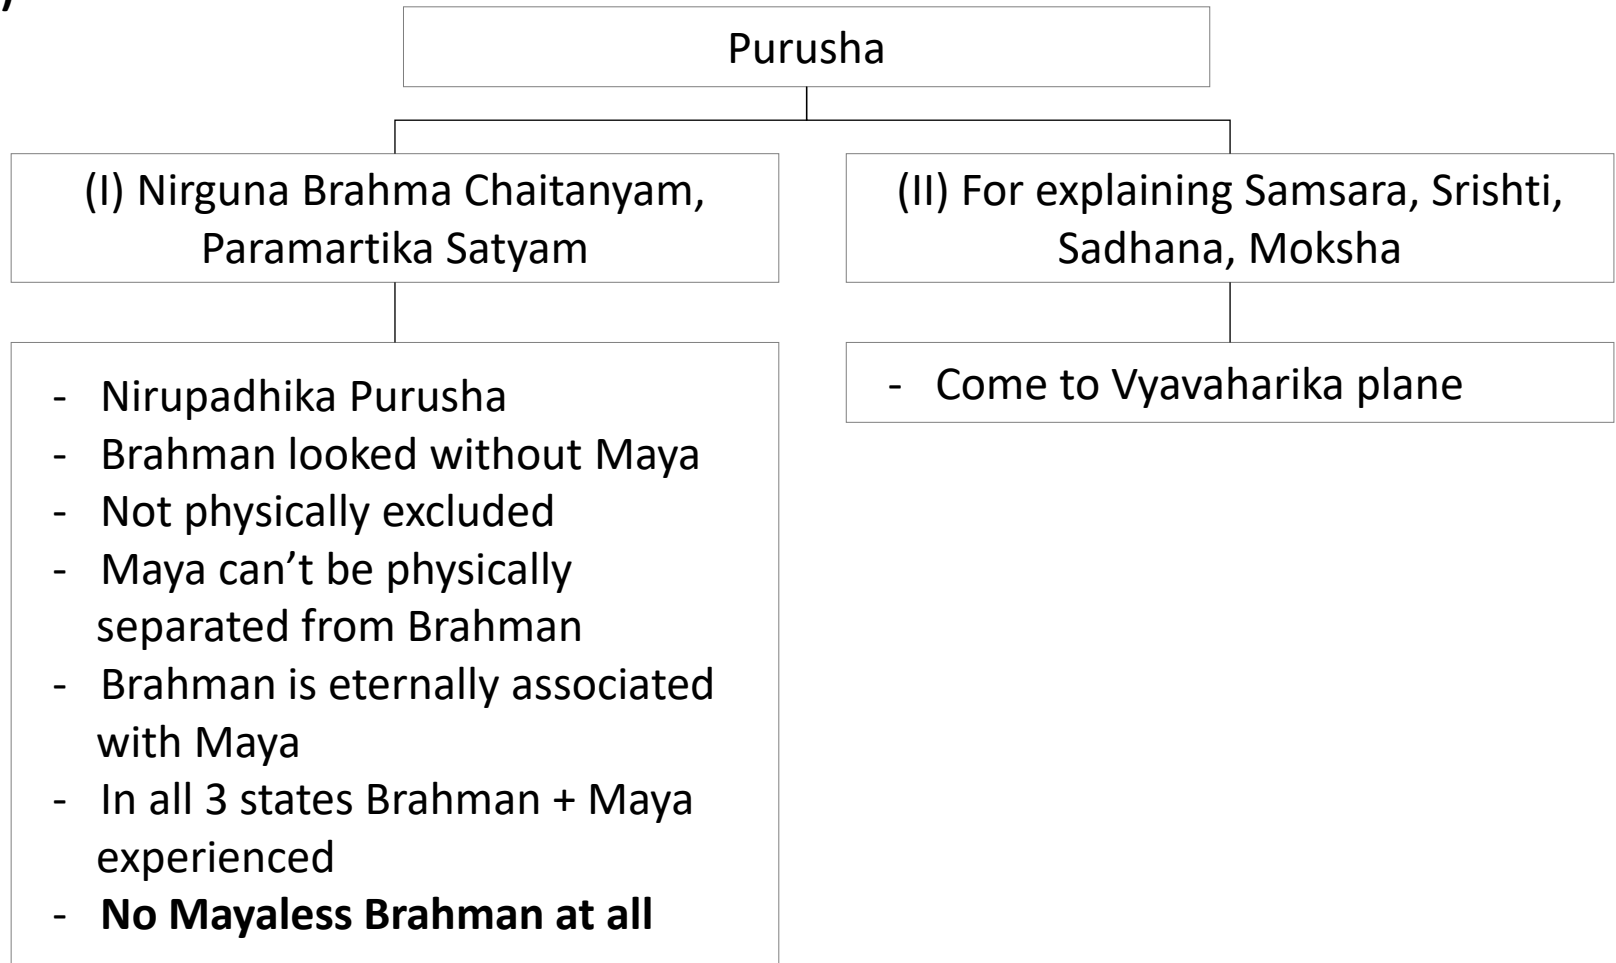 )
Purusha
(I) Nirguna Brahma Chaitanyam,
Paramartika Satyam
(II) For explaining Samsara, Srishti,
Sadhana, Moksha
- Nirupadhika Purusha
- Brahman looked without Maya
- Not physically excluded
- Maya can’t be physically
separated from Brahman
- Brahman is eternally associated
with Maya
- In all 3 states Brahman + Maya
experienced
- No Mayaless Brahman at all
- Come to Vyavaharika plane